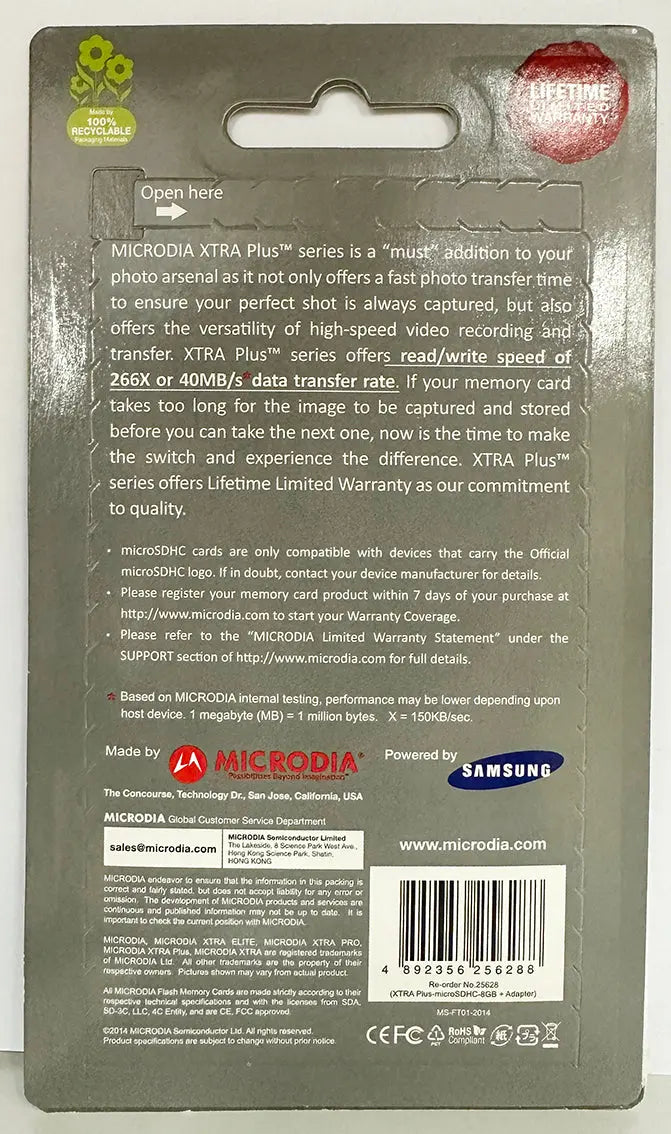 Made by
100%
RECYCLABLE
Packaging Materials
LIFETIME
LIMITED
WARRANTY
Open here
MICRODIA XTRA Plus™ series is a “must” addition to your
photo arsenal as it not only offers a fast photo transfer time
to ensure your perfect shot is always captured, but also
offers the versatility of high-speed video recording and
transfer. XTRA Plus™ series offers read/write speed of
266X or 40MB/s*data transfer rate. If your memory card
takes too long for the image to be captured and stored
before you can take the next one, now is the time to make
the switch and experience the difference. XTRA Plus™
series offers Lifetime Limited Warranty as our commitment
to quality.
• microSDHC cards are only compatible with devices that carry the Official
microSDHC logo. If in doubt, contact your device manufacturer for details.
• Please register your memory card product within 7 days of your purchase at
http://www.microdia.com to start your Warranty Coverage.
• Please refer to the “MICRODIA Limited Warranty Statement” under the
SUPPORT section of http://www.microdia.com for full details.
* Based on MICRODIA internal testing, performance may be lower depending upon
host device. 1 megabyte (MB) = 1 million bytes. X = 150KB/sec.
Made by MICRODIA® Powered by SAMSUNG
Possibilities Beyond Imagination™
The Concourse, Technology Dr., San Jose, California, USA
MICRODIA Global Customer Service Department
sales@microdia.com
MICRODIA Semiconductor Limited
The Lakeside, 8 Science Park West Ave.,
Hong Kong Science Park, Shatin,
HONG KONG
www.microdia.com
MICRODIA endeavor to ensure that the information in this packing is
correct and fairly stated, but does not accept liability for any error or
omission. The development of MICRODIA products and services are
continuous and published information may not be up to date. It is
important to check the current position with MICRODIA.
MICRODIA, MICRODIA XTRA ELITE, MICRODIA XTRA PRO,
MICRODIA XTRA Plus, MICRODIA XTRA are registered trademarks
of MICRODIA Ltd. All other trademarks are the property of their
respective owners. Pictures shown may vary from actual product.
All MICRODIA Flash Memory Cards are made strictly according to their
respective technical specifications and with the licenses from SDA,
SD-3C, LLC, 4C Entity, and are CE, FCC approved.
©2014 MICRODIA Semiconductor Ltd. All rights reserved.
Product specifications are subject to change without prior notice.
4 892356 256288
Re-order No.25628
(XTRA Plus-microSDHC-8GB + Adapter)
MS-FT01-2014
CE FC PET RoHS Compliant 紙 プラ